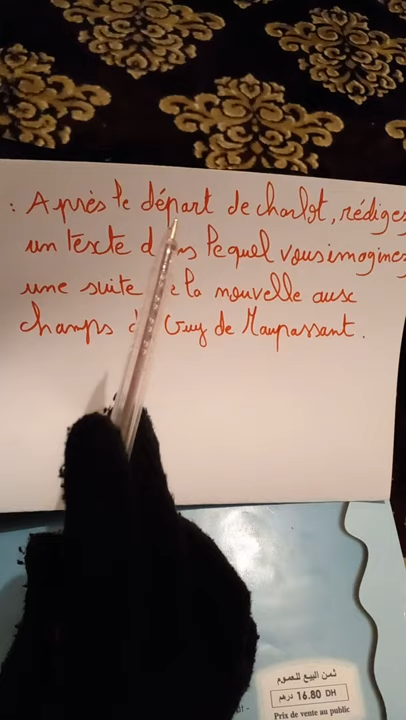 : Après le départ de charlot, rédiges
un texte d s lequel vous imaginez
une suite la nouvelle aux
champs d Guy de Maupassant.
ثمن البيع للعموم
16.80 DH درهم
Prix de vente au public